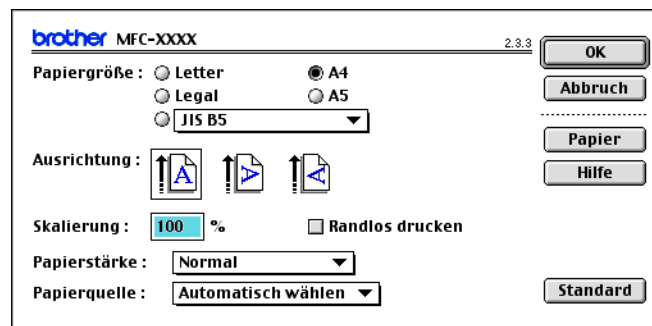 brother MFC-XXXX
2.3.3
OK
Papiergröße : Letter A4
Abbruch
Legal A5
JIS B5
Papier
Ausrichtung : A A A
Hilfe
Skalierung : 100 % Randlos drucken
Papierstärke : Normal
Papierquelle : Automatisch wählen
Standard